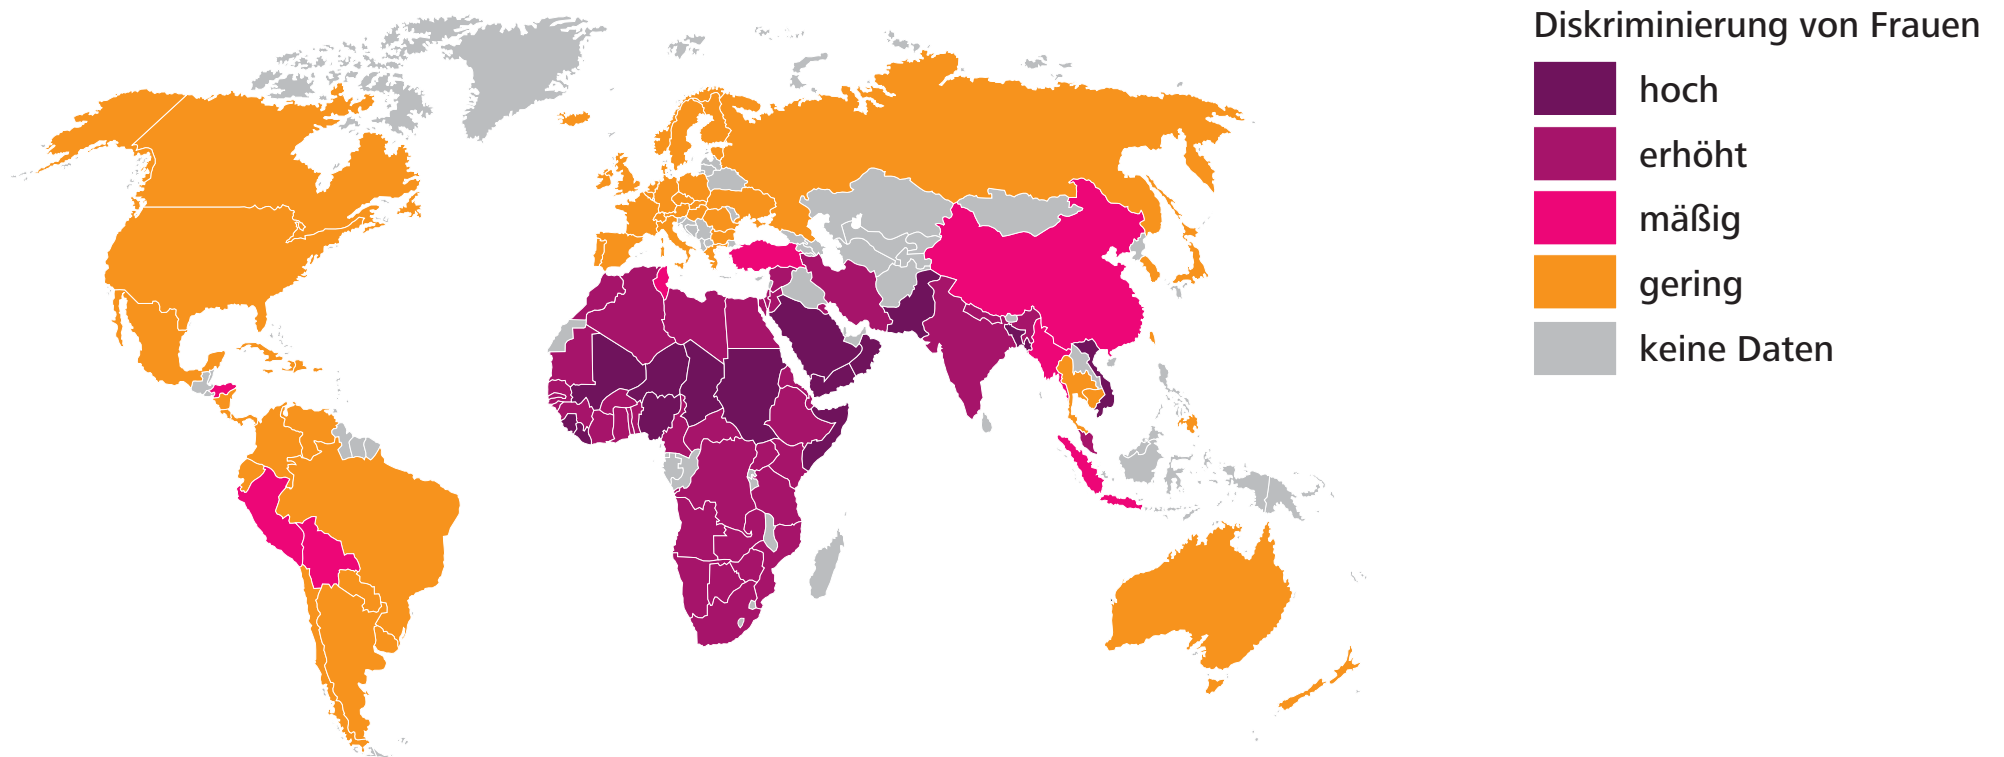 Diskriminierung von Frauen
hoch
erhöht
mäßig
gering
keine Daten